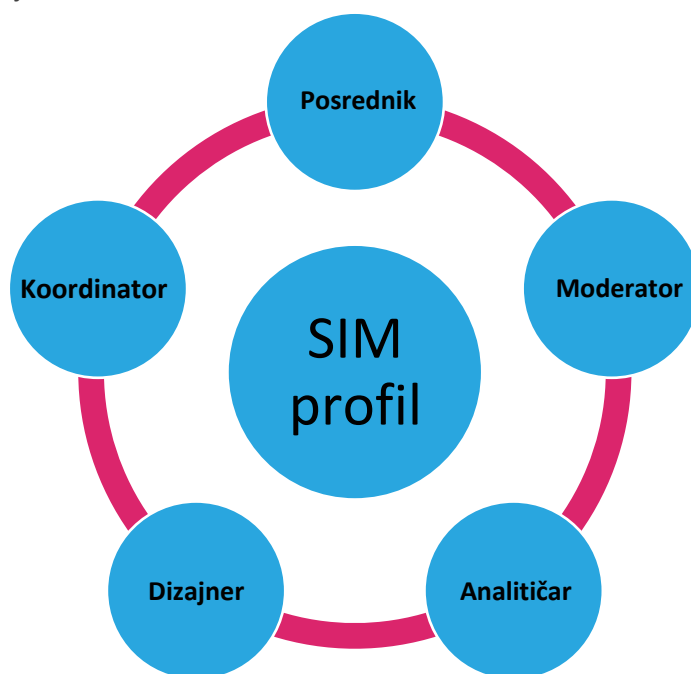 Posrednik
Koordinator
Moderator
SIM
profil
Dizajner
Analitičar